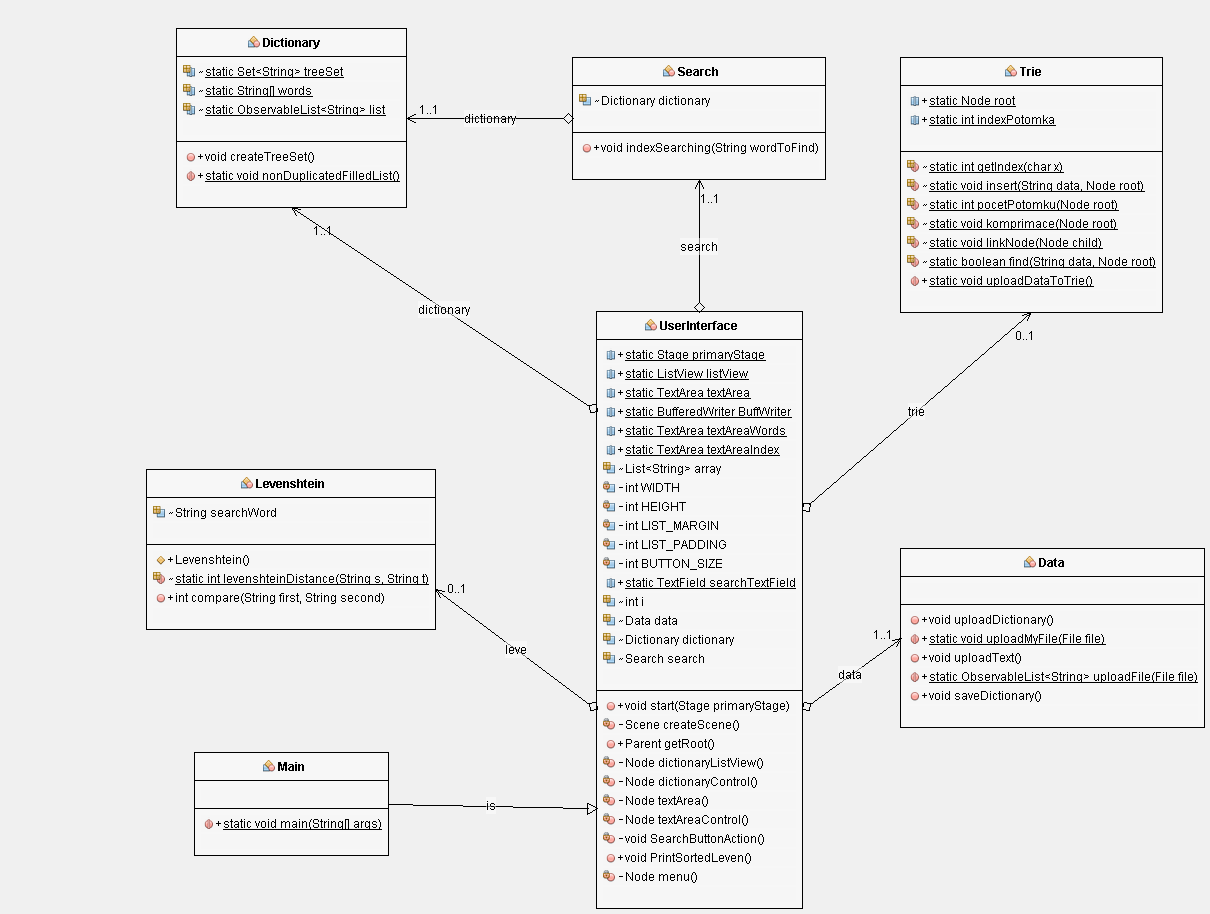 Dictionary
~static Set<String> treeSet
~static String[] words
~static ObservableList<String> list
+void createTreeSet()
+static void nonDuplicatedFilledList()
1..1
dictionary
Search
~Dictionary dictionary
+void indexSearching(String wordToFind)
1..1
search
Trie
+static Node root
+static int indexPotomka
~static int getIndex(char x)
~static void insert(String data, Node root)
~static int pocetPotomku(Node root)
~static void komprimace(Node root)
~static void linkNode(Node child)
~static boolean find(String data, Node root)
+static void uploadDataToTrie()
0..1
trie
1..1
dictionary
UserInterface
+static Stage primaryStage
+static ListView listView
+static TextArea textArea
+static BufferedWriter BuffWriter
+static TextArea textAreaWords
+static TextArea textAreaIndex
~List<String> array
-int WIDTH
-int HEIGHT
-int LIST_MARGIN
-int LIST_PADDING
-int BUTTON_SIZE
+static TextField searchTextField
~int i
~Data data
~Dictionary dictionary
~Search search
+void start(Stage primaryStage)
-Scene createScene()
+Parent getRoot()
-Node dictionaryListView()
-Node dictionaryControl()
-Node textArea()
-Node textAreaControl()
-void SearchButtonAction()
+void PrintSortedLeven()
-Node menu()
Levenshtein
~String searchWord
+Levenshtein()
~static int levenshteinDistance(String s, String t)
+int compare(String first, String second)
0..1
leve
Data
+void uploadDictionary()
+static void uploadMyFile(File file)
+void uploadText()
+static ObservableList<String> uploadFile(File file)
+void saveDictionary()
1..1
data
Main
+static void main(String[] args)
is